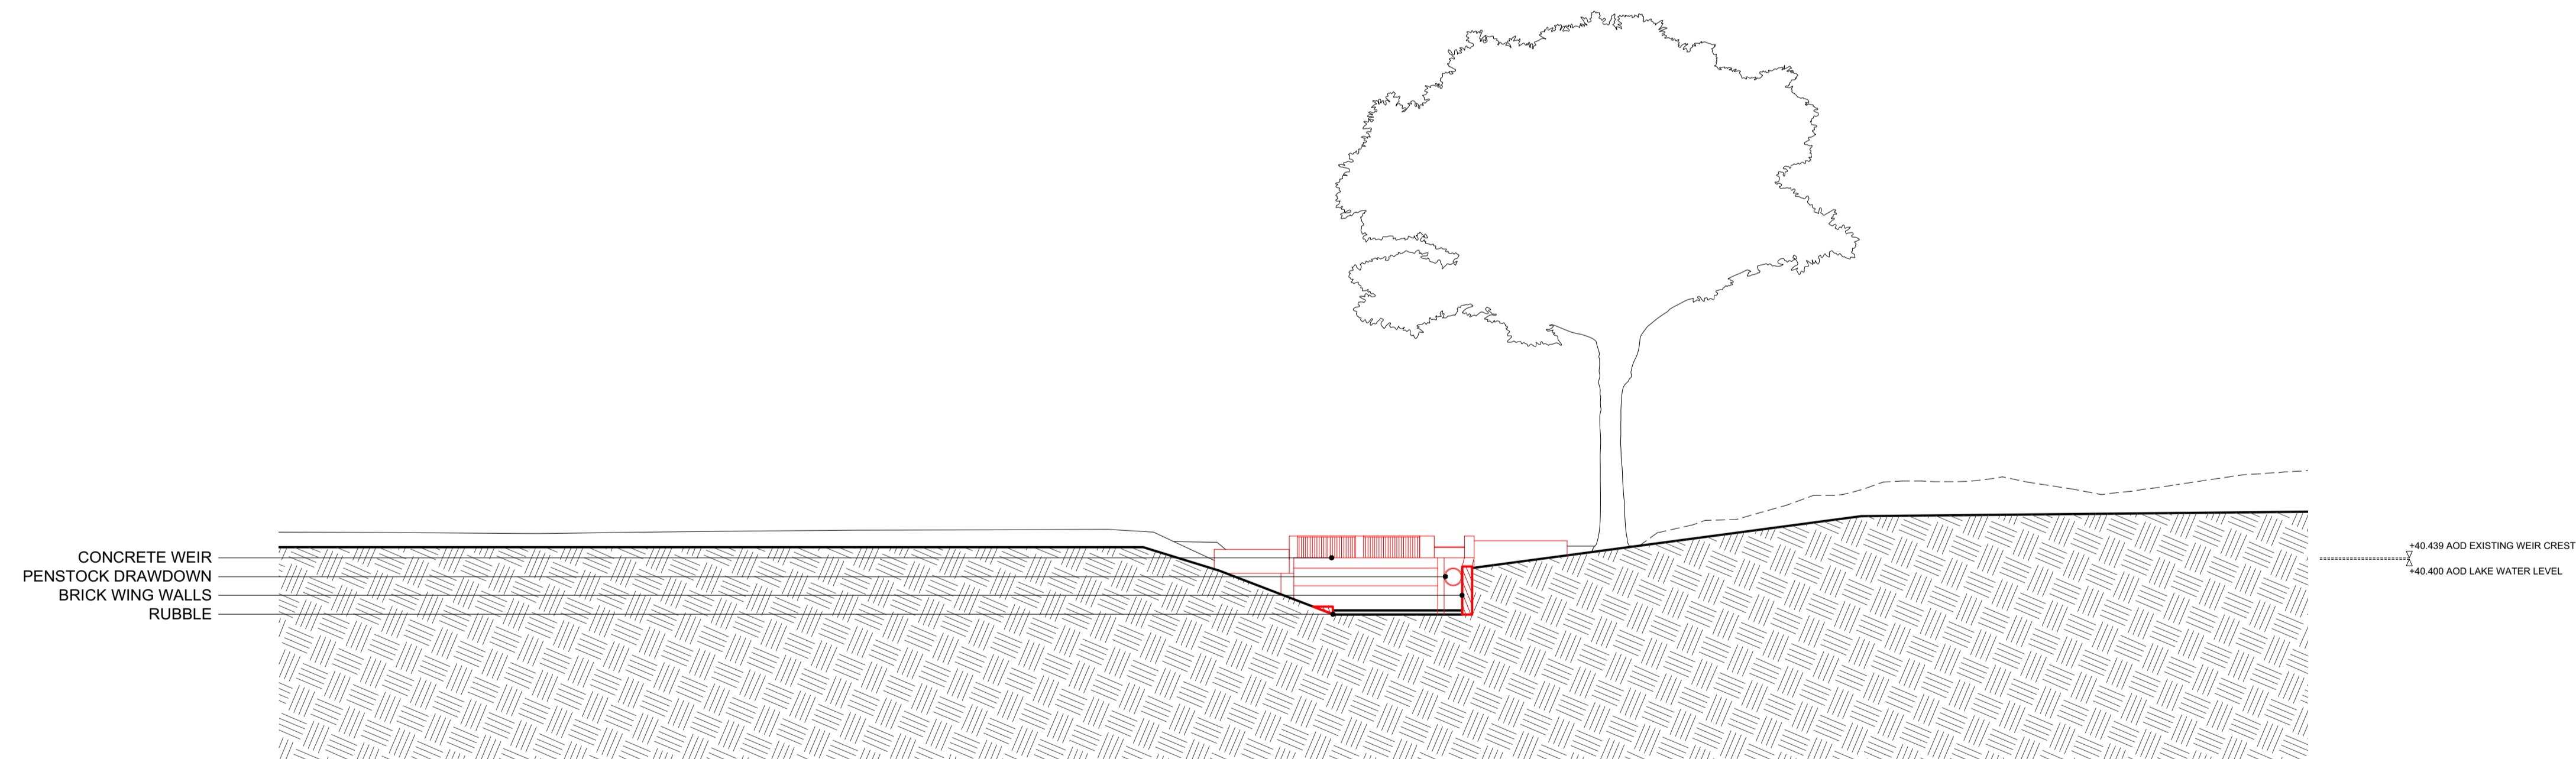 CONCRETE WEIR
PENSTOCK DRAWDOWN
BRICK WING WALLS
RUBBLE
+40.439 AOD EXISTING WEIR CREST
+40.400 AOD LAKE WATER LEVEL